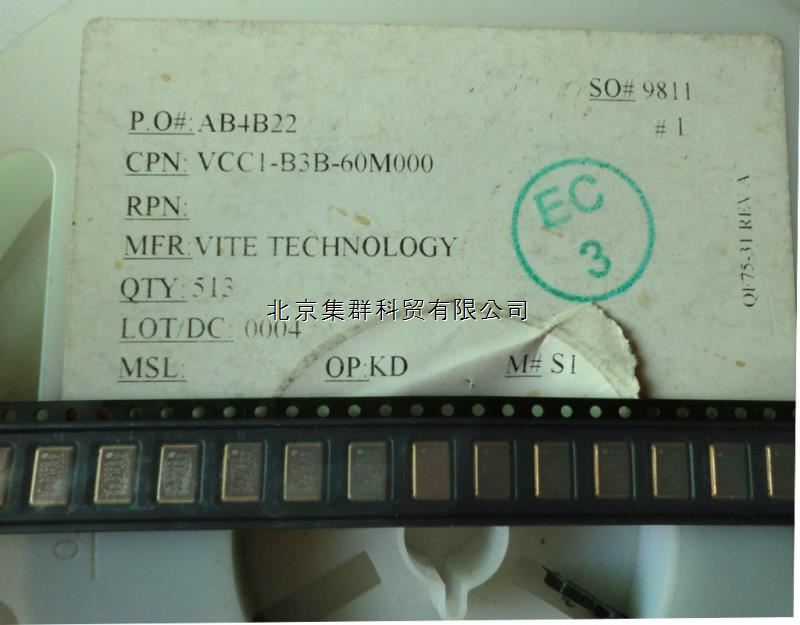 SO# 9811
P.O#: AB4B22
# 1
CPN: VCC1-B3B-60M000
RPN:
EC
3
MFR: VITE TECHNOLOGY
QF75-31 REV A
QTY: 513
北京集群科贸有限公司
LOT/DC: 0004
MSL:
OP: KD
M# S1